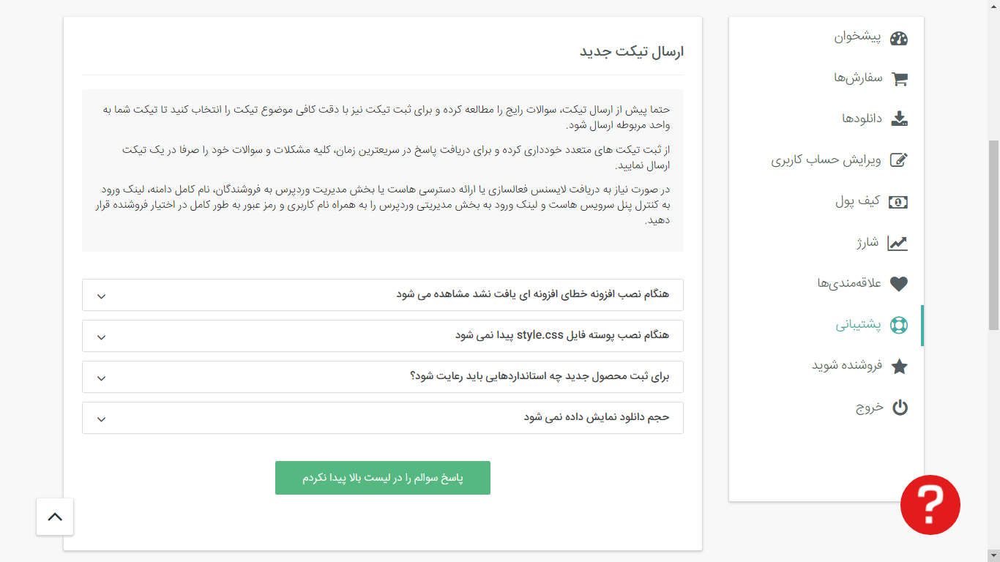 پیشخوان
سفارش‌ها
دانلودها
ویرایش حساب کاربری
کیف پول
شارژ
علاقه‌مندی‌ها
پشتیبانی
فروشنده شوید
خروج
ارسال تیکت جدید
حتما پیش از ارسال تیکت، سوالات رایج را مطالعه کرده و برای ثبت تیکت نیز با دقت کافی موضوع تیکت را انتخاب کنید تا تیکت شما به
واحد مربوطه ارسال شود.
از ثبت تیکت های متعدد خودداری کرده و برای دریافت پاسخ در سریعترین زمان، کلیه مشکلات و سوالات خود را صرفا در یک تیکت
ارسال نمایید.
در صورت نیاز به دریافت لایسنس فعالسازی یا ارائه دسترسی هاست یا بخش مدیریت وردپرس به فروشندگان، نام کامل دامنه، لینک ورود
به کنترل پنل سرویس هاست و لینک ورود به بخش مدیریتی وردپرس را به همراه نام کاربری و رمز عبور به طور کامل در اختیار فروشنده قرار
دهید.
هنگام نصب افزونه خطای افزونه ای یافت نشد مشاهده می شود
هنگام نصب پوسته فایل style.css پیدا نمی شود
برای ثبت محصول جدید چه استانداردهایی باید رعایت شود؟
حجم دانلود نمایش داده نمی شود
پاسخ سوالم را در لیست بالا پیدا نکردم
?